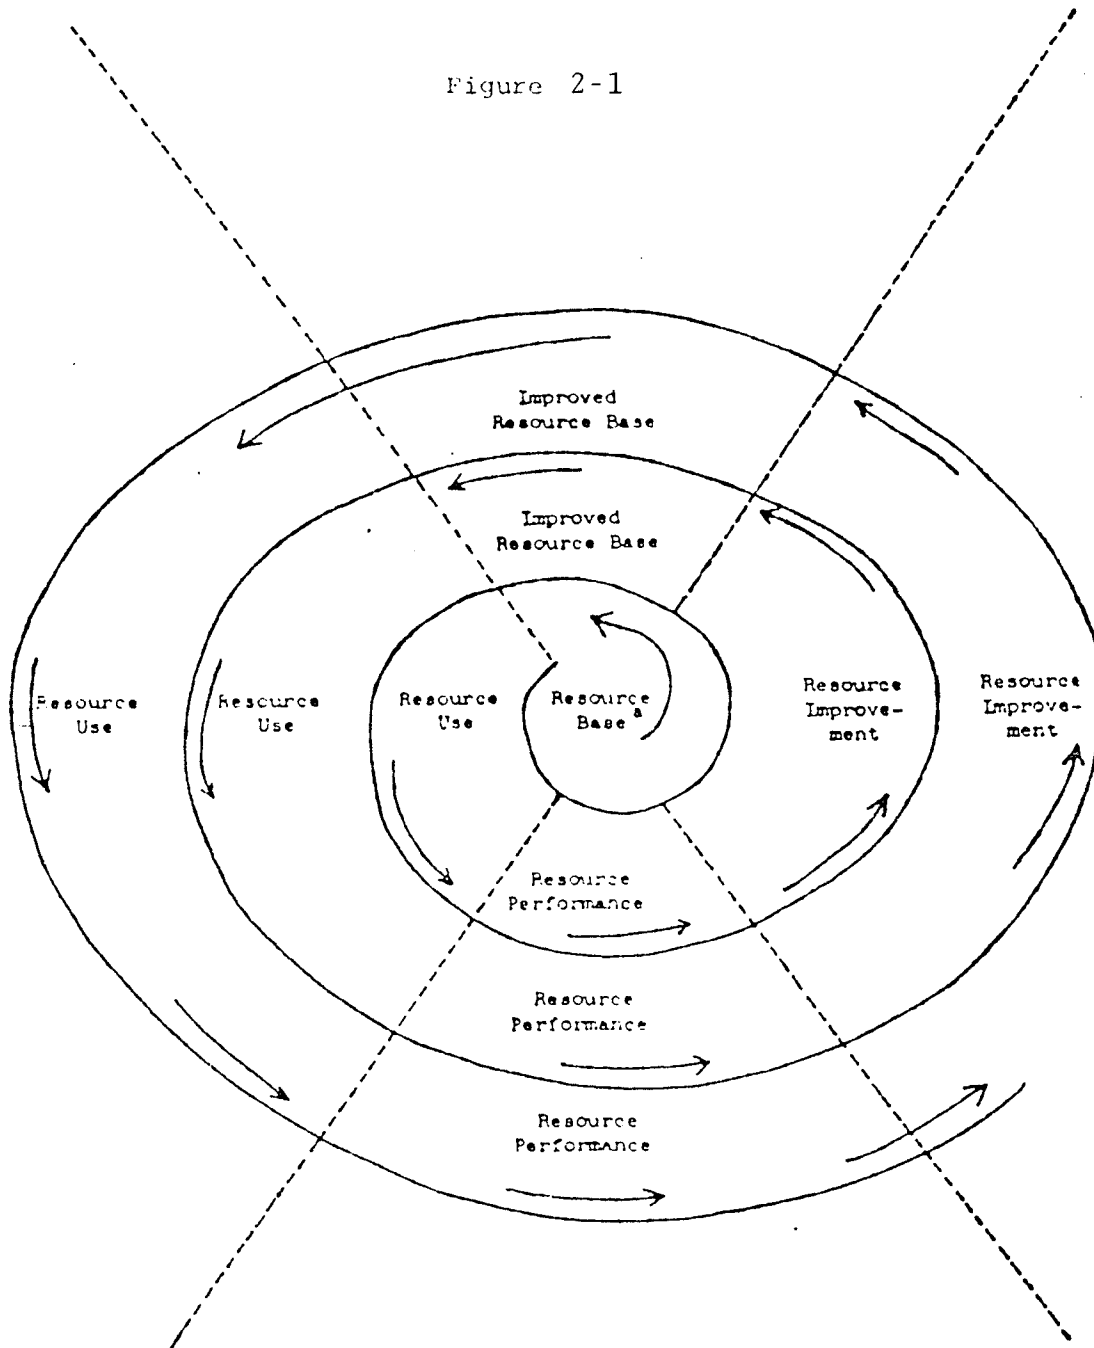 Figure 2-1
Improved
Resource Base
Improved
Resource Base
Resource
Use
Resource
Use
Resource
Use
Resource
Base a
Resource
Improve-
ment
Resource
Improve-
ment
Resource
Performance
Resource
Performance
Resource
Performance